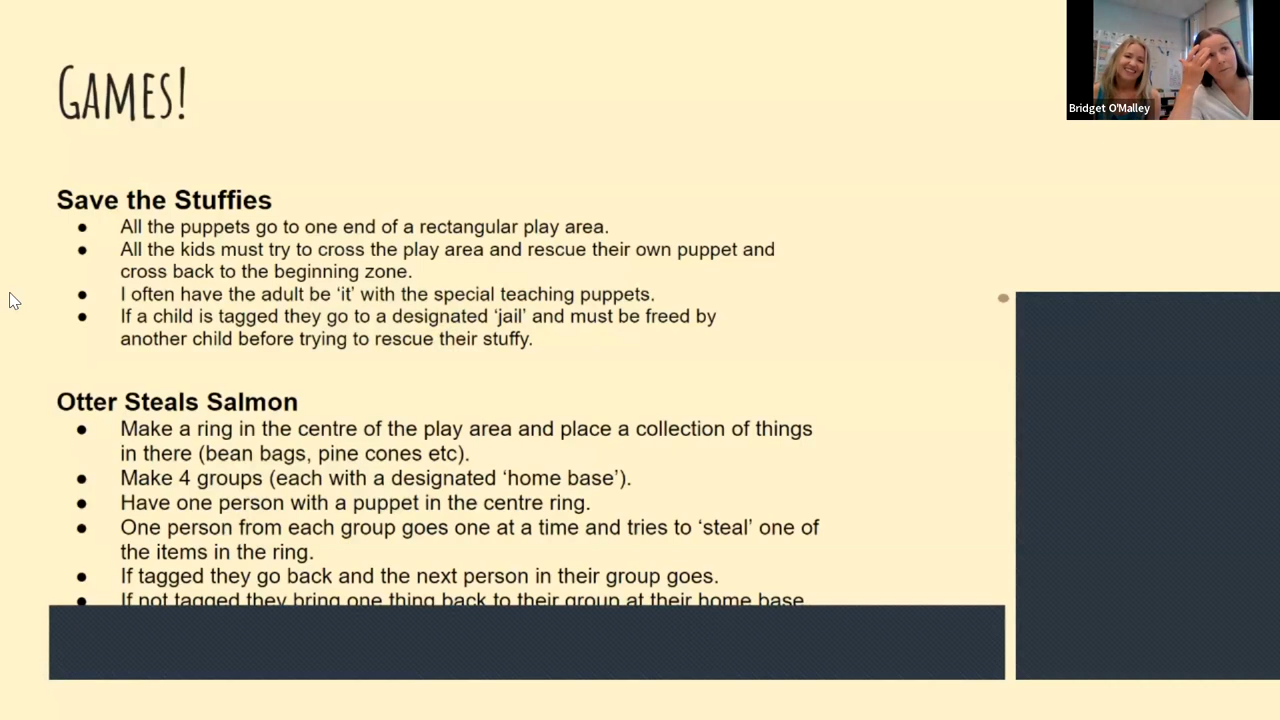 GAMES!
Bridget O'Malley
Save the Stuffies
● All the puppets go to one end of a rectangular play area.
● All the kids must try to cross the play area and rescue their own puppet and
cross back to the beginning zone.
● I often have the adult be ‘it’ with the special teaching puppets.
● If a child is tagged they go to a designated ‘jail’ and must be freed by
another child before trying to rescue their stuffy.
Otter Steals Salmon
● Make a ring in the centre of the play area and place a collection of things
in there (bean bags, pine cones etc).
● Make 4 groups (each with a designated ‘home base’).
● Have one person with a puppet in the centre ring.
● One person from each group goes one at a time and tries to ‘steal’ one of
the items in the ring.
● If tagged they go back and the next person in their group goes.
● If not tagged they bring one thing back to their group at their home base